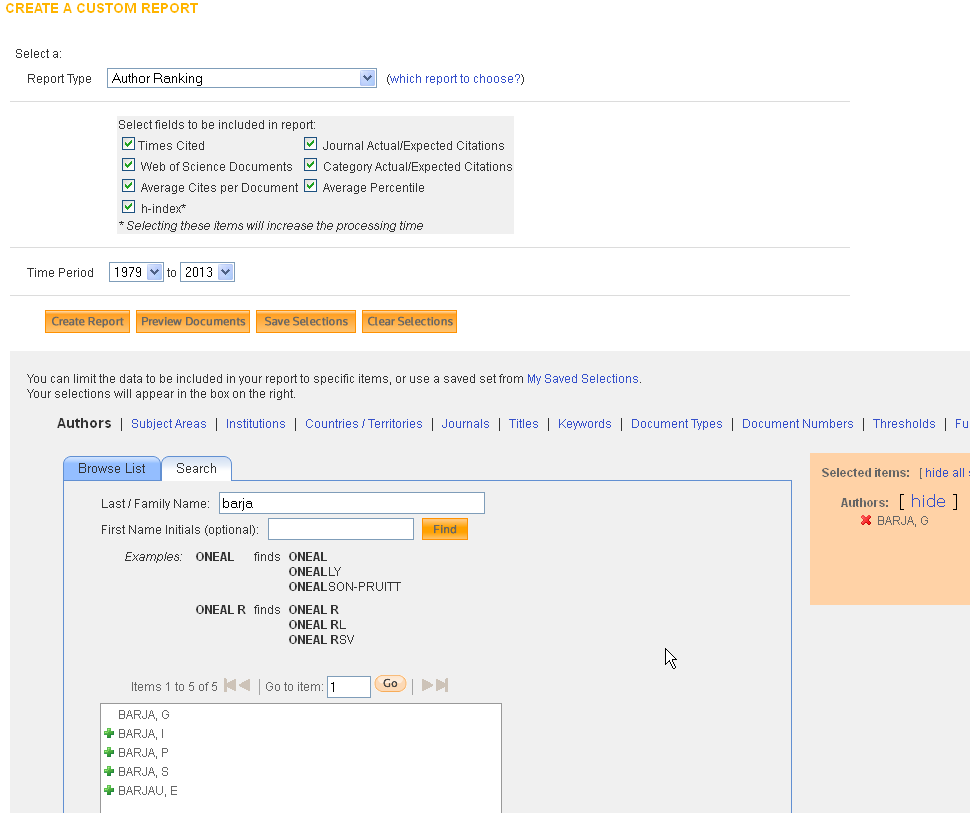 CREATE A CUSTOM REPORT
Select a:
Report Type Author Ranking (which report to choose?)
Select fields to be included in report:
Times Cited Journal Actual/Expected Citations
Web of Science Documents Category Actual/Expected Citations
Average Cites per Document Average Percentile
h-index*
* Selecting these items will increase the processing time
Time Period 1979 to 2013
Create Report Preview Documents Save Selections Clear Selections
You can limit the data to be included in your report to specific items, or use a saved set from My Saved Selections.
Your selections will appear in the box on the right.
Authors | Subject Areas | Institutions | Countries / Territories | Journals | Titles | Keywords | Document Types | Document Numbers | Thresholds | Fu
Browse List Search
Selected items: [ hide all s
Last / Family Name: barja
Authors: [ hide ]
BARJA, G
First Name Initials (optional): Find
Examples: ONEAL finds ONEAL
ONEALLY
ONEALSON-PRUITT
ONEAL R finds ONEAL R
ONEAL RL
ONEAL RSV
Items 1 to 5 of 5 | Go to item: 1 Go |
BARJA, G
BARJA, I
BARJA, P
BARJA, S
BARJAU, E